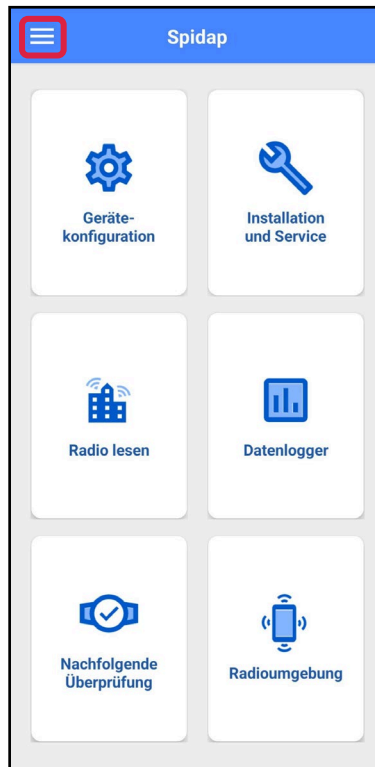 Spidap
Geräte-
konfiguration
Installation
und Service
Radio lesen
Datenlogger
Nachfolgende
Überprüfung
Radioumgebung